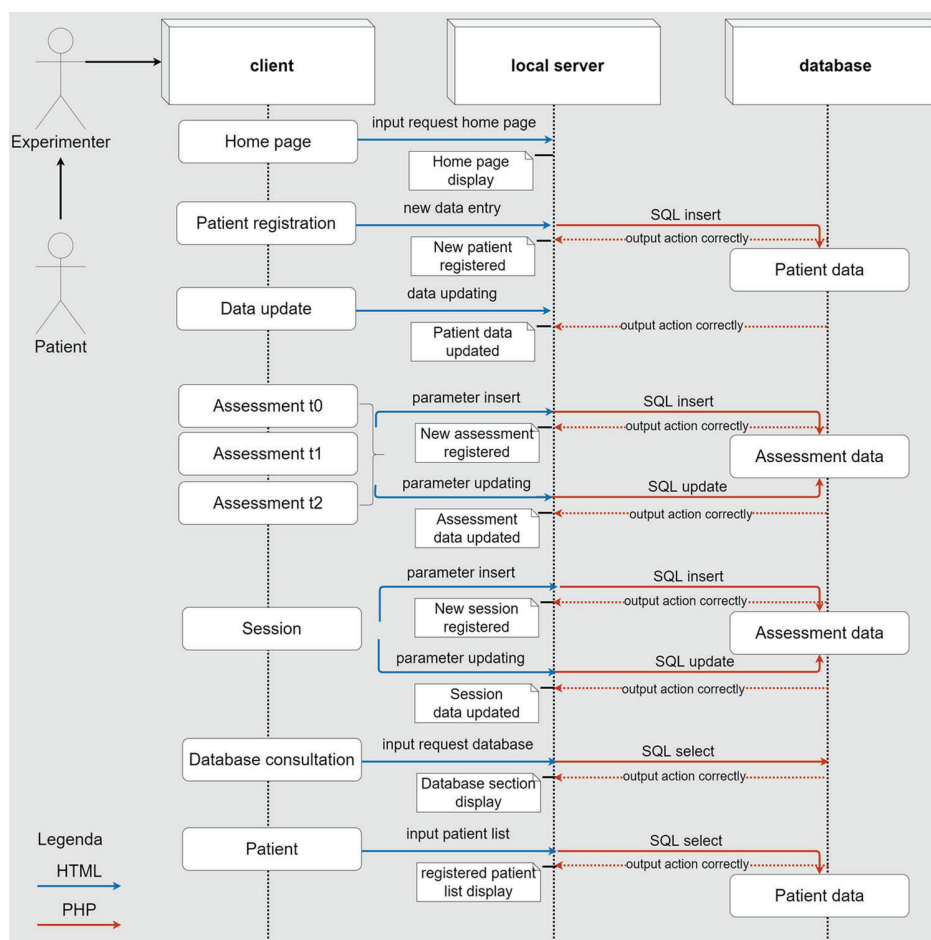 client
local server
database
Experimenter
Home page
input request home page
Home page
display
Patient registration
new data entry
SQL insert
output action correctly
New patient
registered
Patient data
Patient
Data update
data updating
output action correctly
Patient data
updated
Assessment t0
parameter insert
SQL insert
output action correctly
New assessment
registered
Assessment t1
Assessment data
Assessment t2
parameter updating
SQL update
output action correctly
Assessment
data updated
parameter insert
SQL insert
output action correctly
New session
registered
Session
Assessment data
parameter updating
SQL update
output action correctly
Session
data updated
Database consultation
input request database
SQL select
output action correctly
Database section
display
Patient
input patient list
SQL select
output action correctly
registered patient
list display
Patient data
Legenda
HTML
PHP